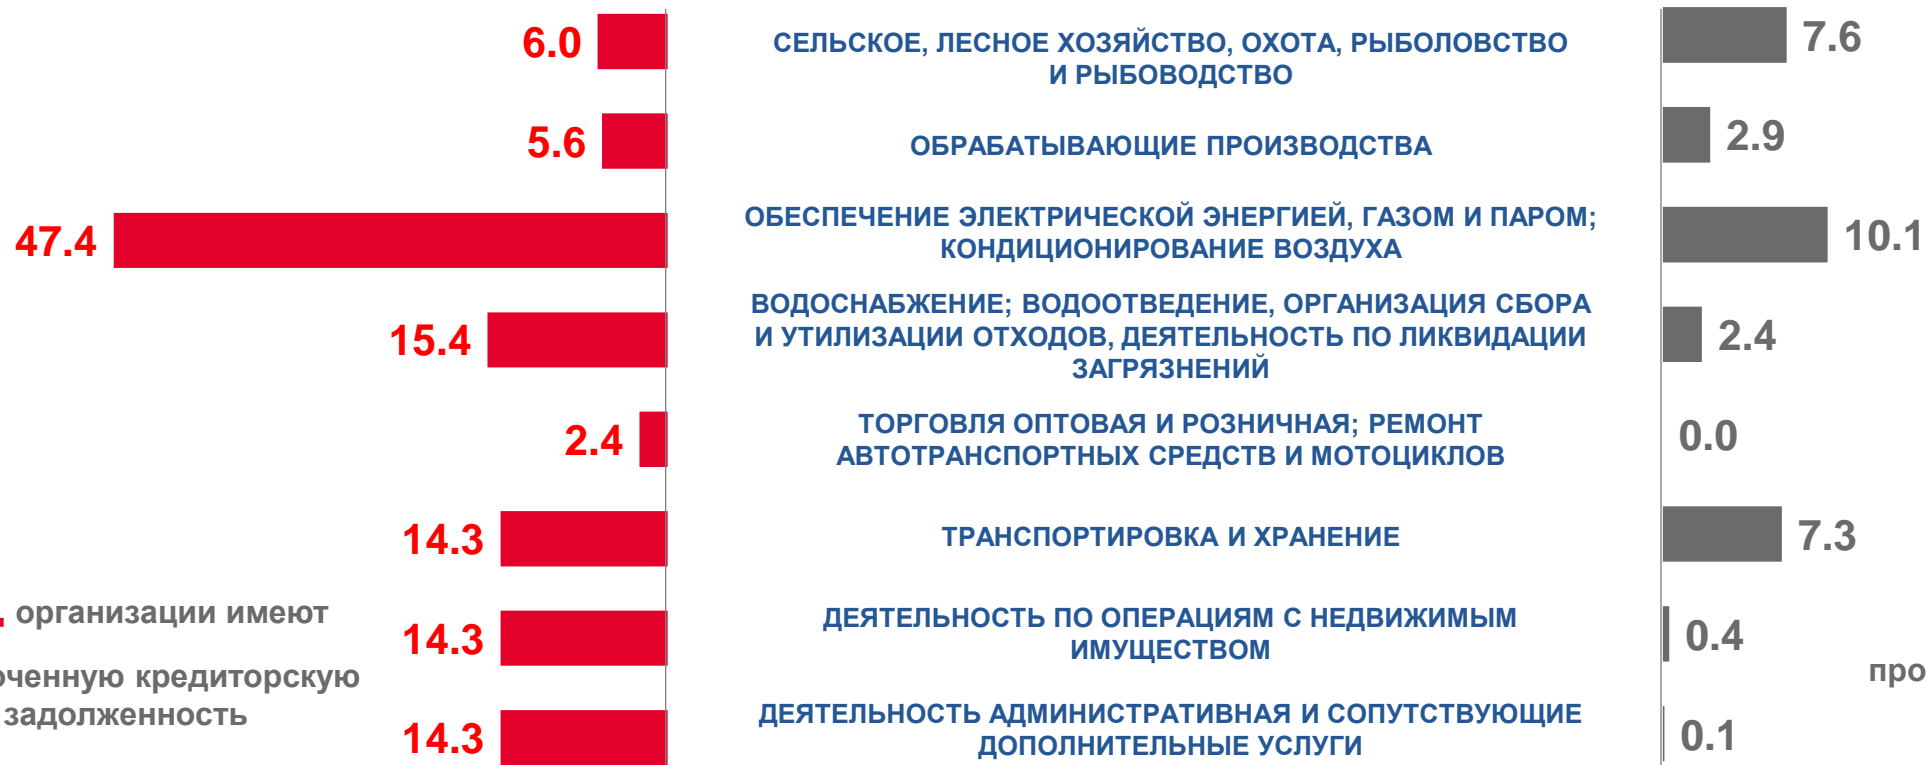 6.0
СЕЛЬСКОЕ, ЛЕСНОЕ ХОЗЯЙСТВО, ОХОТА, РЫБОЛОВСТВО
И РЫБОВОДСТВО
7.6
5.6
ОБРАБАТЫВАЮЩИЕ ПРОИЗВОДСТВА
2.9
47.4
ОБЕСПЕЧЕНИЕ ЭЛЕКТРИЧЕСКОЙ ЭНЕРГИЕЙ, ГАЗОМ И ПАРОМ;
КОНДИЦИОНИРОВАНИЕ ВОЗДУХА
10.1
15.4
ВОДОСНАБЖЕНИЕ; ВОДООТВЕДЕНИЕ, ОРГАНИЗАЦИЯ СБОРА
И УТИЛИЗАЦИИ ОТХОДОВ, ДЕЯТЕЛЬНОСТЬ ПО ЛИКВИДАЦИИ
ЗАГРЯЗНЕНИЙ
2.4
2.4
ТОРГОВЛЯ ОПТОВАЯ И РОЗНИЧНАЯ; РЕМОНТ
АВТОТРАНСПОРТНЫХ СРЕДСТВ И МОТОЦИКЛОВ
0.0
14.3
ТРАНСПОРТИРОВКА И ХРАНЕНИЕ
7.3
14.3
ДЕЯТЕЛЬНОСТЬ ПО ОПЕРАЦИЯМ С НЕДВИЖИМЫМ
ИМУЩЕСТВОМ
0.4
14.3
ДЕЯТЕЛЬНОСТЬ АДМИНИСТРАТИВНАЯ И СОПУТСТВУЮЩИЕ
ДОПОЛНИТЕЛЬНЫЕ УСЛУГИ
0.1
организации имеют
оченную кредиторскую
задолженность
про